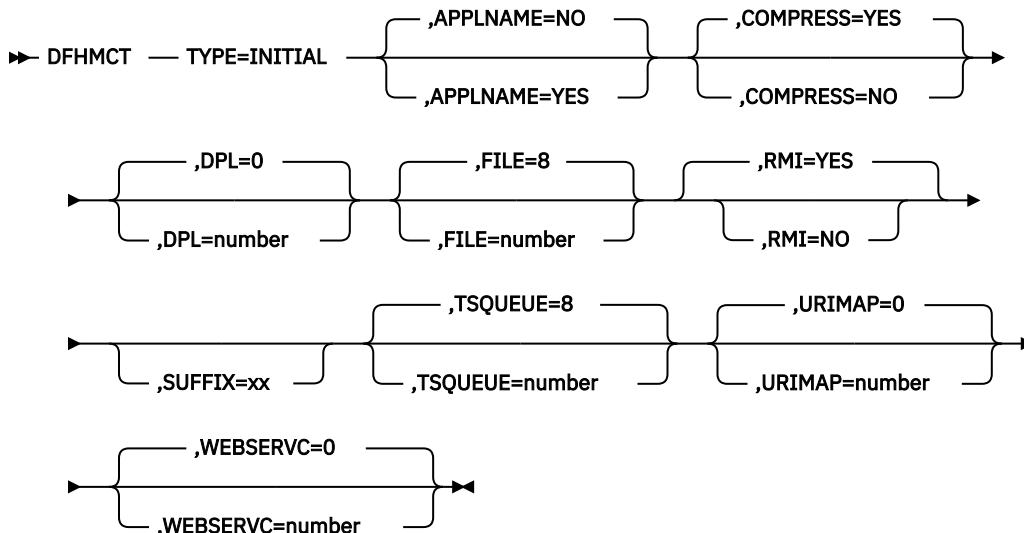 ,APPLNAME=NO ,COMPRESS=YES
DFHMCT TYPE=INITIAL
,APPLNAME=YES ,COMPRESS=NO
,DPL=0 ,FILE=8 ,RMI=YES
,DPL=number ,FILE=number ,RMI=NO
,TSQUEUE=8 ,URIMAP=0
,SUFFIX=xx ,TSQUEUE=number ,URIMAP=number
,WEBSERVC=0
,WEBSERVC=number